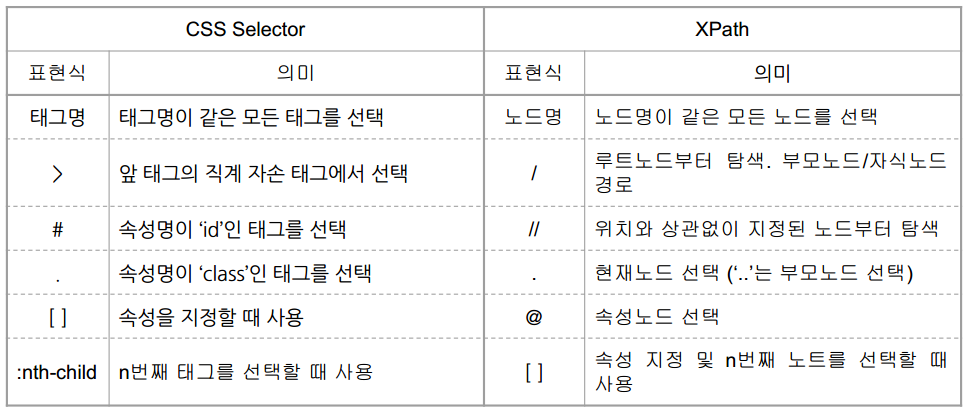 CSS Selector XPath
표현식 의미 표현식 의미
태그명 태그명이 같은 모든 태그를 선택 노드명 노드명이 같은 모든 노드를 선택
> 앞 태그의 직계 자손 태그에서 선택 / 루트노드부터 탐색. 부모노드/자식노드
경로
# 속성명이 ‘id’인 태그를 선택 // 위치와 상관없이 지정된 노드부터 탐색
. 속성명이 ‘class’인 태그를 선택 . 현재노드 선택 (‘..’는 부모노드 선택)
[ ] 속성을 지정할 때 사용 @ 속성노드 선택
:nth-child n번째 태그를 선택할 때 사용 [ ] 속성 지정 및 n번째 노트를 선택할 때
사용